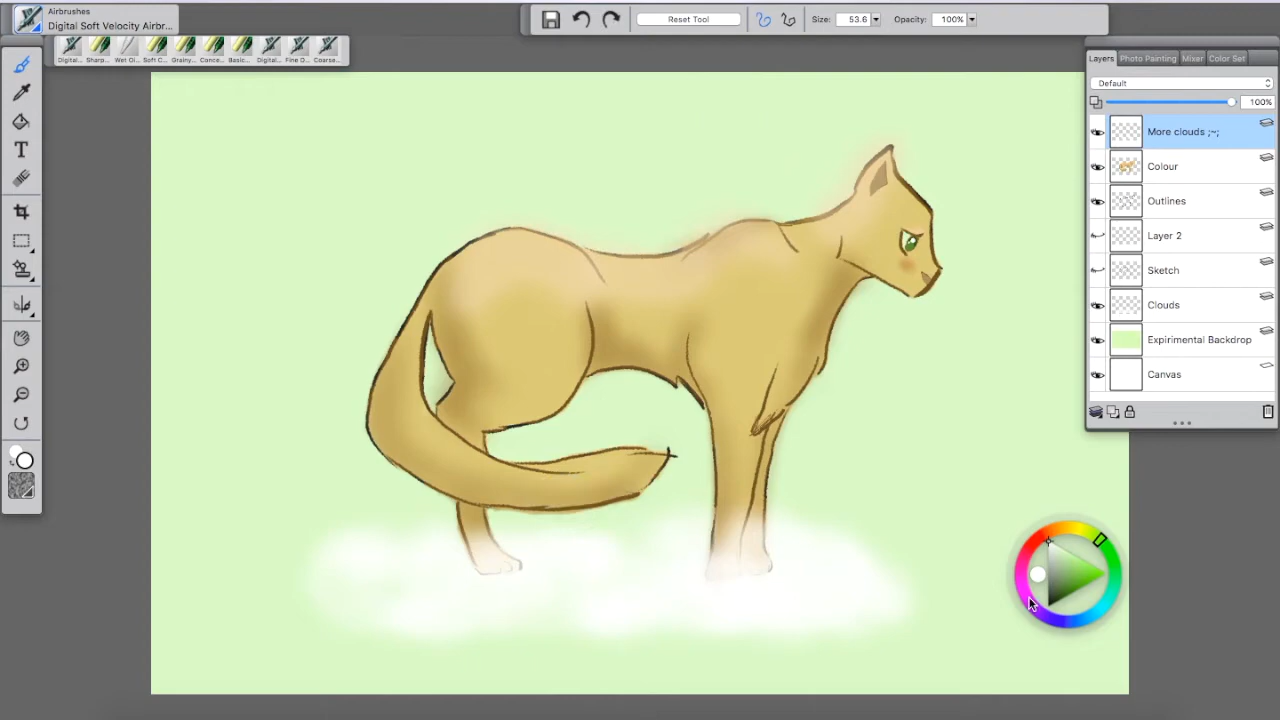 Airbrushes
Digital Soft Velocity Airbr...
Reset Tool
Size: 53.6
Opacity: 100%
Digital... Sharp... Wet Oi... Soft C... Grainy... Conce... Basic... Digital... Fine D... Coarse...
Layers Photo Painting Mixer Color Set
Default
100%
More clouds ;~;
Colour
Outlines
Layer 2
Sketch
Clouds
Expirimental Backdrop
Canvas
T